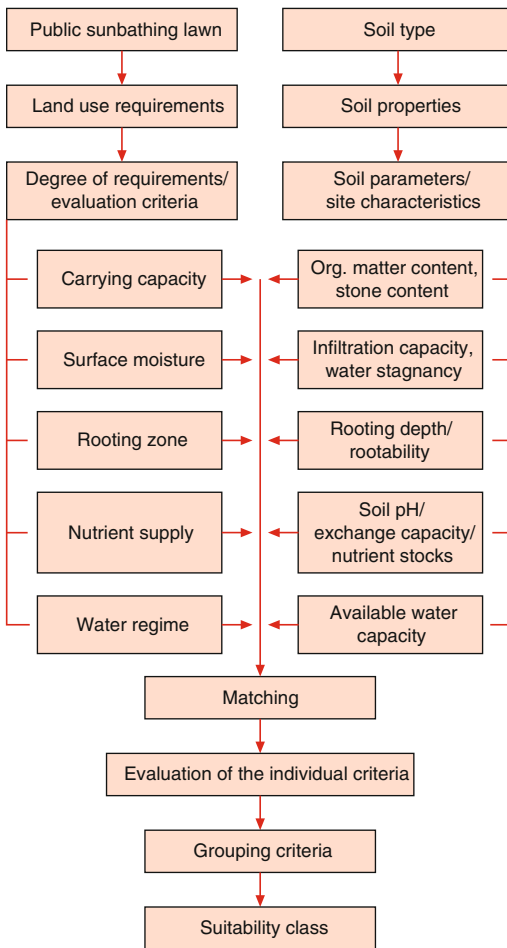 Public sunbathing lawn
Soil type
Land use requirements
Soil properties
Degree of requirements/
evaluation criteria
Soil parameters/
site characteristics
Carrying capacity
Org. matter content,
stone content
Surface moisture
Infiltration capacity,
water stagnancy
Rooting zone
Rooting depth/
rootability
Nutrient supply
Soil pH/
exchange capacity/
nutrient stocks
Water regime
Available water
capacity
Matching
Evaluation of the individual criteria
Grouping criteria
Suitability class